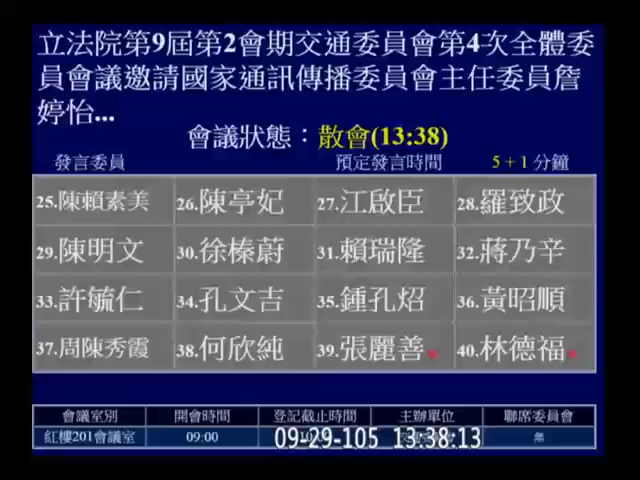 立法院第9屆第2會期交通委員會第4次全體委
員會議邀請國家通訊傳播委員會主任委員詹
婷怡...
會議狀態：散會(13:38)
發言委員 預定發言時間 5 + 1 分鐘
25.陳賴素美 26.陳亭妃 27.江啟臣 28.羅致政
29.陳明文 30.徐榛蔚 31.賴瑞隆 32.蔣乃辛
33.許毓仁 34.孔文吉 35.鍾孔炤 36.黃昭順
37.周陳秀霞 38.何欣純 39.張麗善 40.林德福
會議室別 開會時間 登記截止時間 主辦單位 聯席委員會
紅樓201會議室 09:00 無
09-29-105 13:38:13